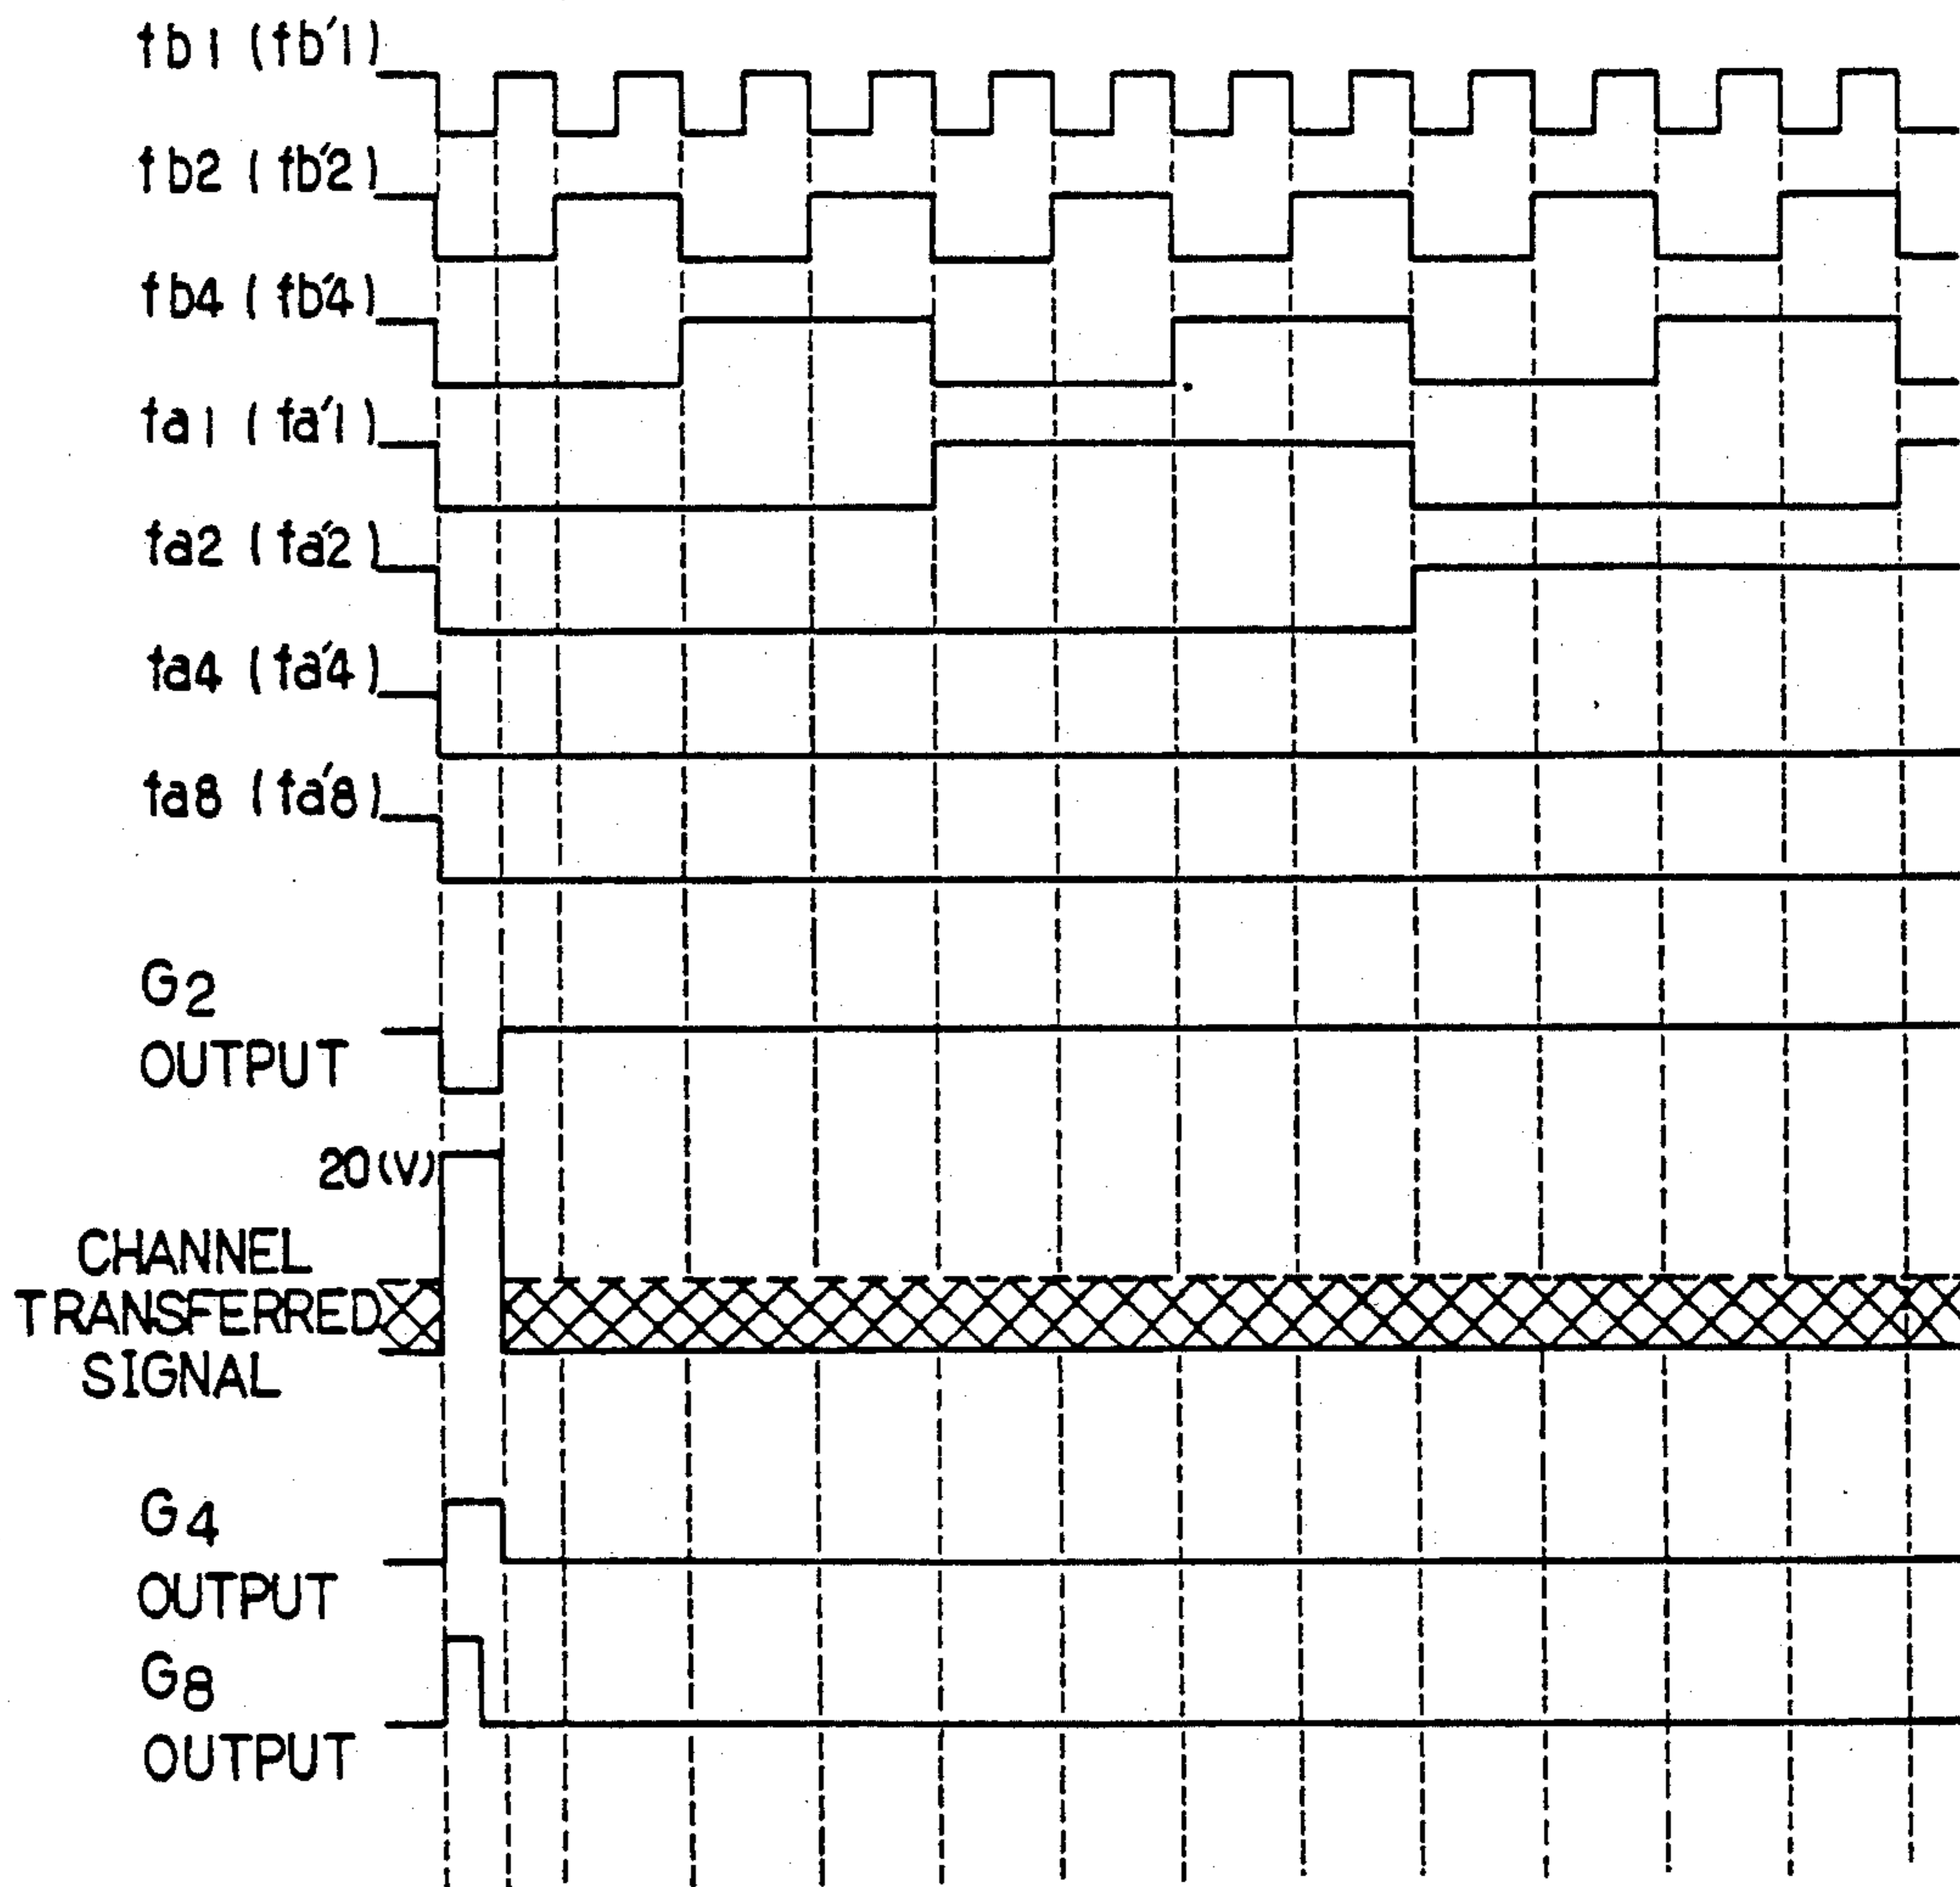 fb1 (fb'1)
fb2 (fb'2)
fb4 (fb'4)
fa1 (fa'1)
fa2 (fa'2)
fa4 (fa'4)
fa8 (fa'8)
G2
OUTPUT
20(V)
CHANNEL
TRANSFERRED
SIGNAL
G4
OUTPUT
G8
OUTPUT